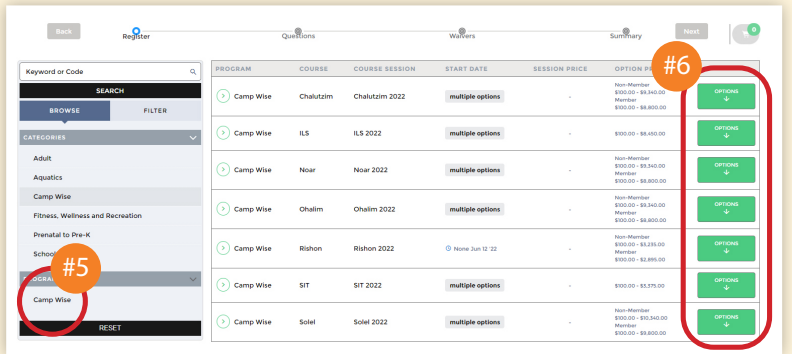 Back
Register
Questions
Waivers
Summary
Next
0
Keyword or Code
SEARCH
BROWSE FILTER
CATEGORIES
Adult
Aquatics
Camp Wise
Fitness, Wellness and Recreation
Prenatal to Pre-K
School
#5
Camp Wise
RESET
#6
PROGRAM COURSE COURSE SESSION START DATE SESSION PRICE OPTION
Camp Wise Chalutzim Chalutzim 2022 multiple options -
Non-Member
$100.00 - $9,340.00
Member
$100.00 - $8,800.00
OPTIONS
Camp Wise ILS ILS 2022 multiple options - $100.00 - $8,450.00 OPTIONS
Camp Wise Noar Noar 2022 multiple options -
Non-Member
$100.00 - $9,340.00
Member
$100.00 - $8,800.00
OPTIONS
Camp Wise Ohalim Ohalim 2022 multiple options -
Non-Member
$100.00 - $9,340.00
Member
$100.00 - $8,800.00
OPTIONS
Camp Wise Rishon Rishon 2022 None Jun 12 '22 -
Non-Member
$100.00 - $3,235.00
Member
$100.00 - $2,895.00
OPTIONS
Camp Wise SIT SIT 2022 multiple options - $100.00 - $5,375.00 OPTIONS
Camp Wise Solel Solel 2022 multiple options -
Non-Member
$100.00 - $10,340.00
Member
$100.00 - $9,800.00
OPTIONS